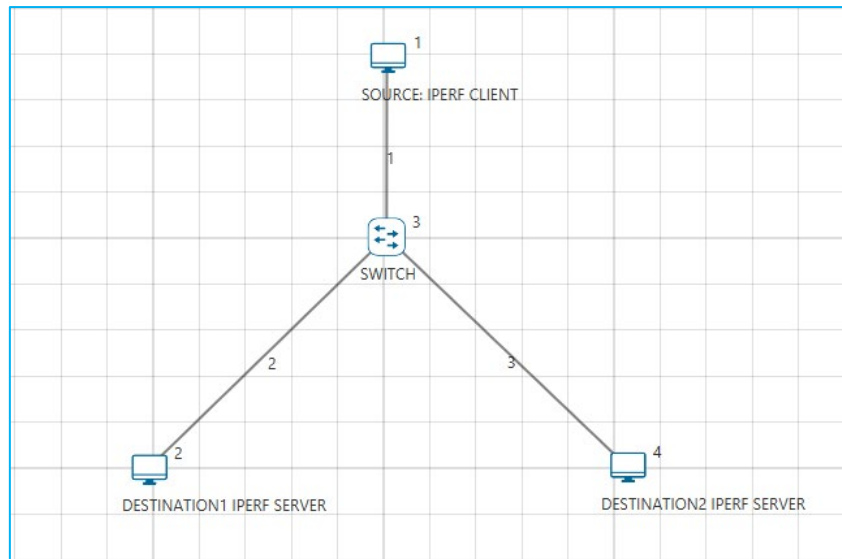 1
SOURCE: IPERF CLIENT
1
3
SWITCH
2
3
2
4
DESTINATION1 IPERF SERVER
DESTINATION2 IPERF SERVER